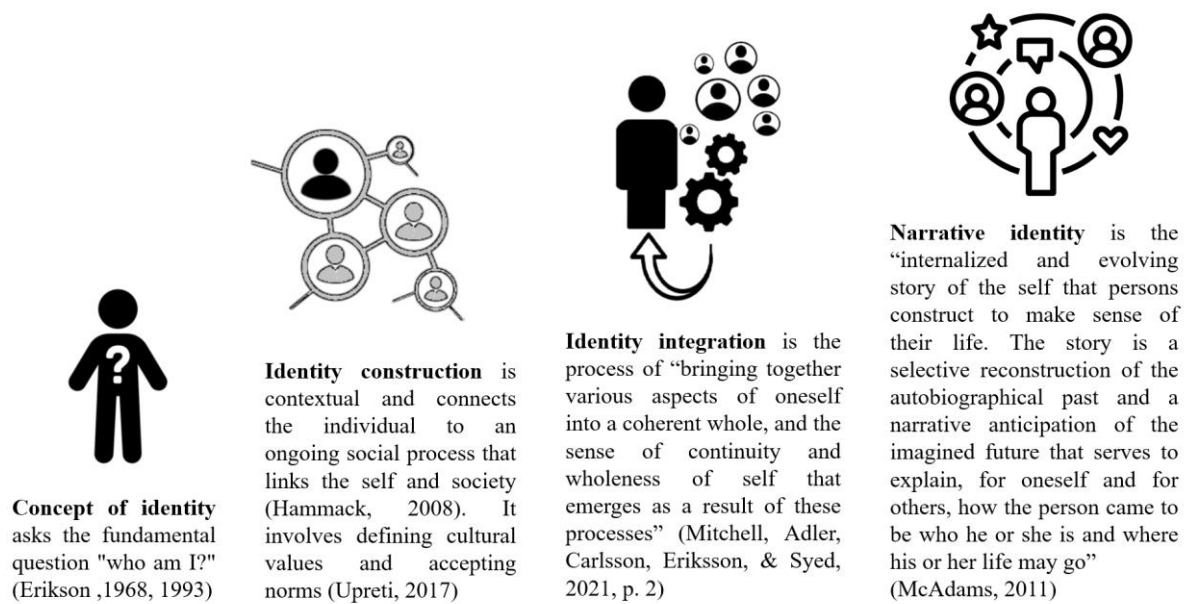 ?
Concept of identity
asks the fundamental
question "who am I?"
(Erikson ,1968, 1993)
Identity construction is
contextual and connects
the individual to an
ongoing social process that
links the self and society
(Hammack, 2008). It
involves defining cultural
values and accepting
norms (Upreti, 2017)
Identity integration is the
process of “bringing together
various aspects of oneself
into a coherent whole, and the
sense of continuity and
wholeness of self that
emerges as a result of these
processes” (Mitchell, Adler,
Carlsson, Eriksson, & Syed,
2021, p. 2)
Narrative identity is the
“internalized and evolving
story of the self that persons
construct to make sense of
their life. The story is a
selective reconstruction of the
autobiographical past and a
narrative anticipation of the
imagined future that serves to
explain, for oneself and for
others, how the person came to
be who he or she is and where
his or her life may go”
(McAdams, 2011)